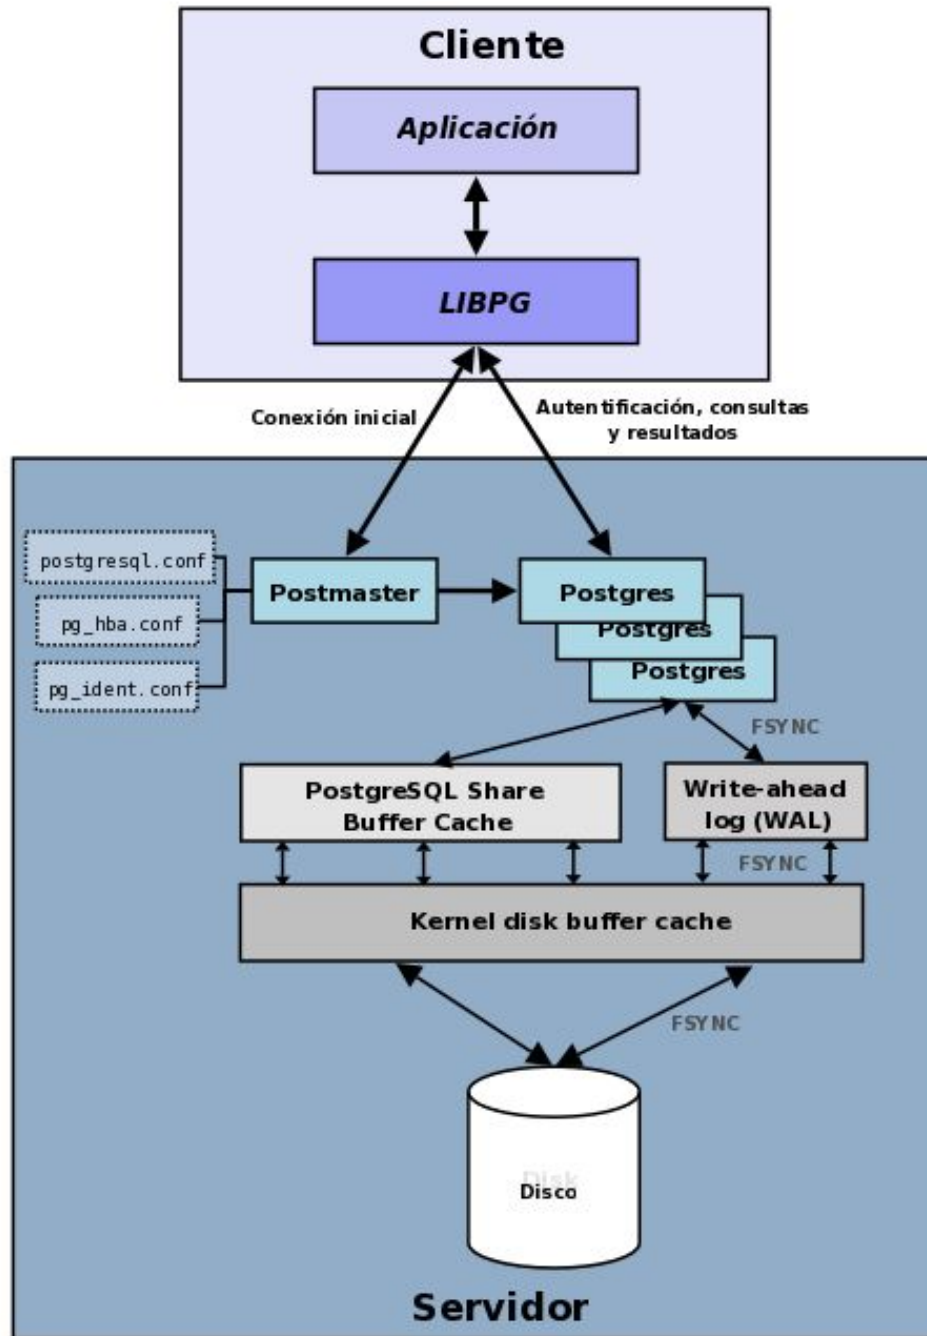 Cliente
Aplicación
LIBPG
Conexión inicial
Autentificación, consultas
y resultados
postgresql.conf
pg_hba.conf
pg_ident.conf
Postmaster
Postgres
Postgres
Postgres
FSYNC
PostgreSQL Share
Buffer Cache
Write-ahead
log (WAL)
FSYNC
Kernel disk buffer cache
FSYNC
Disk
Disco
Servidor